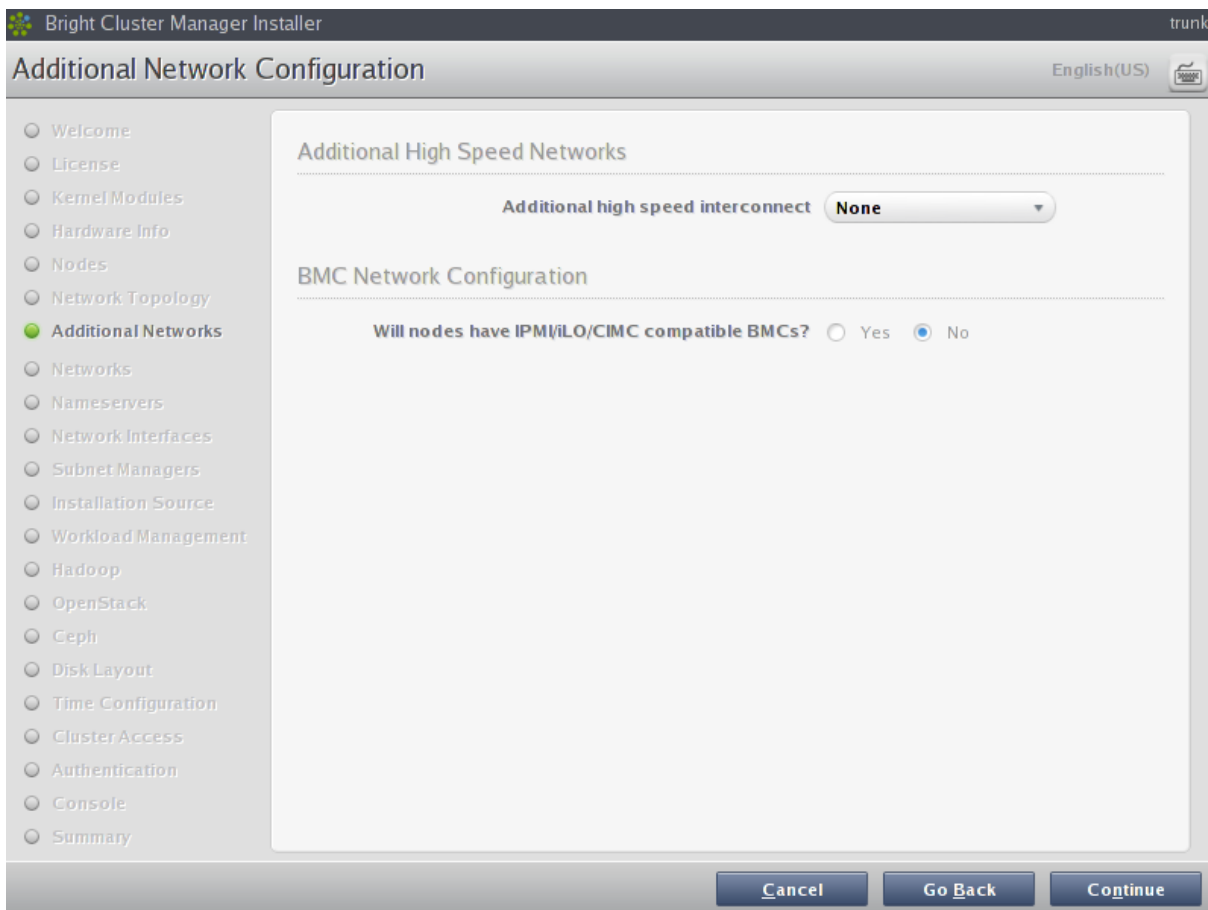 Bright Cluster Manager Installer
trunk
Additional Network Configuration
English(US)
Welcome
License
Kernel Modules
Hardware Info
Nodes
Network Topology
Additional Networks
Networks
Nameservers
Network Interfaces
Subnet Managers
Installation Source
Workload Management
Hadoop
OpenStack
Ceph
Disk Layout
Time Configuration
Cluster Access
Authentication
Console
Summary
Additional High Speed Networks
Additional high speed interconnect None
BMC Network Configuration
Will nodes have IPMI/iLO/CIMC compatible BMCs? Yes No
Cancel Go Back Continue